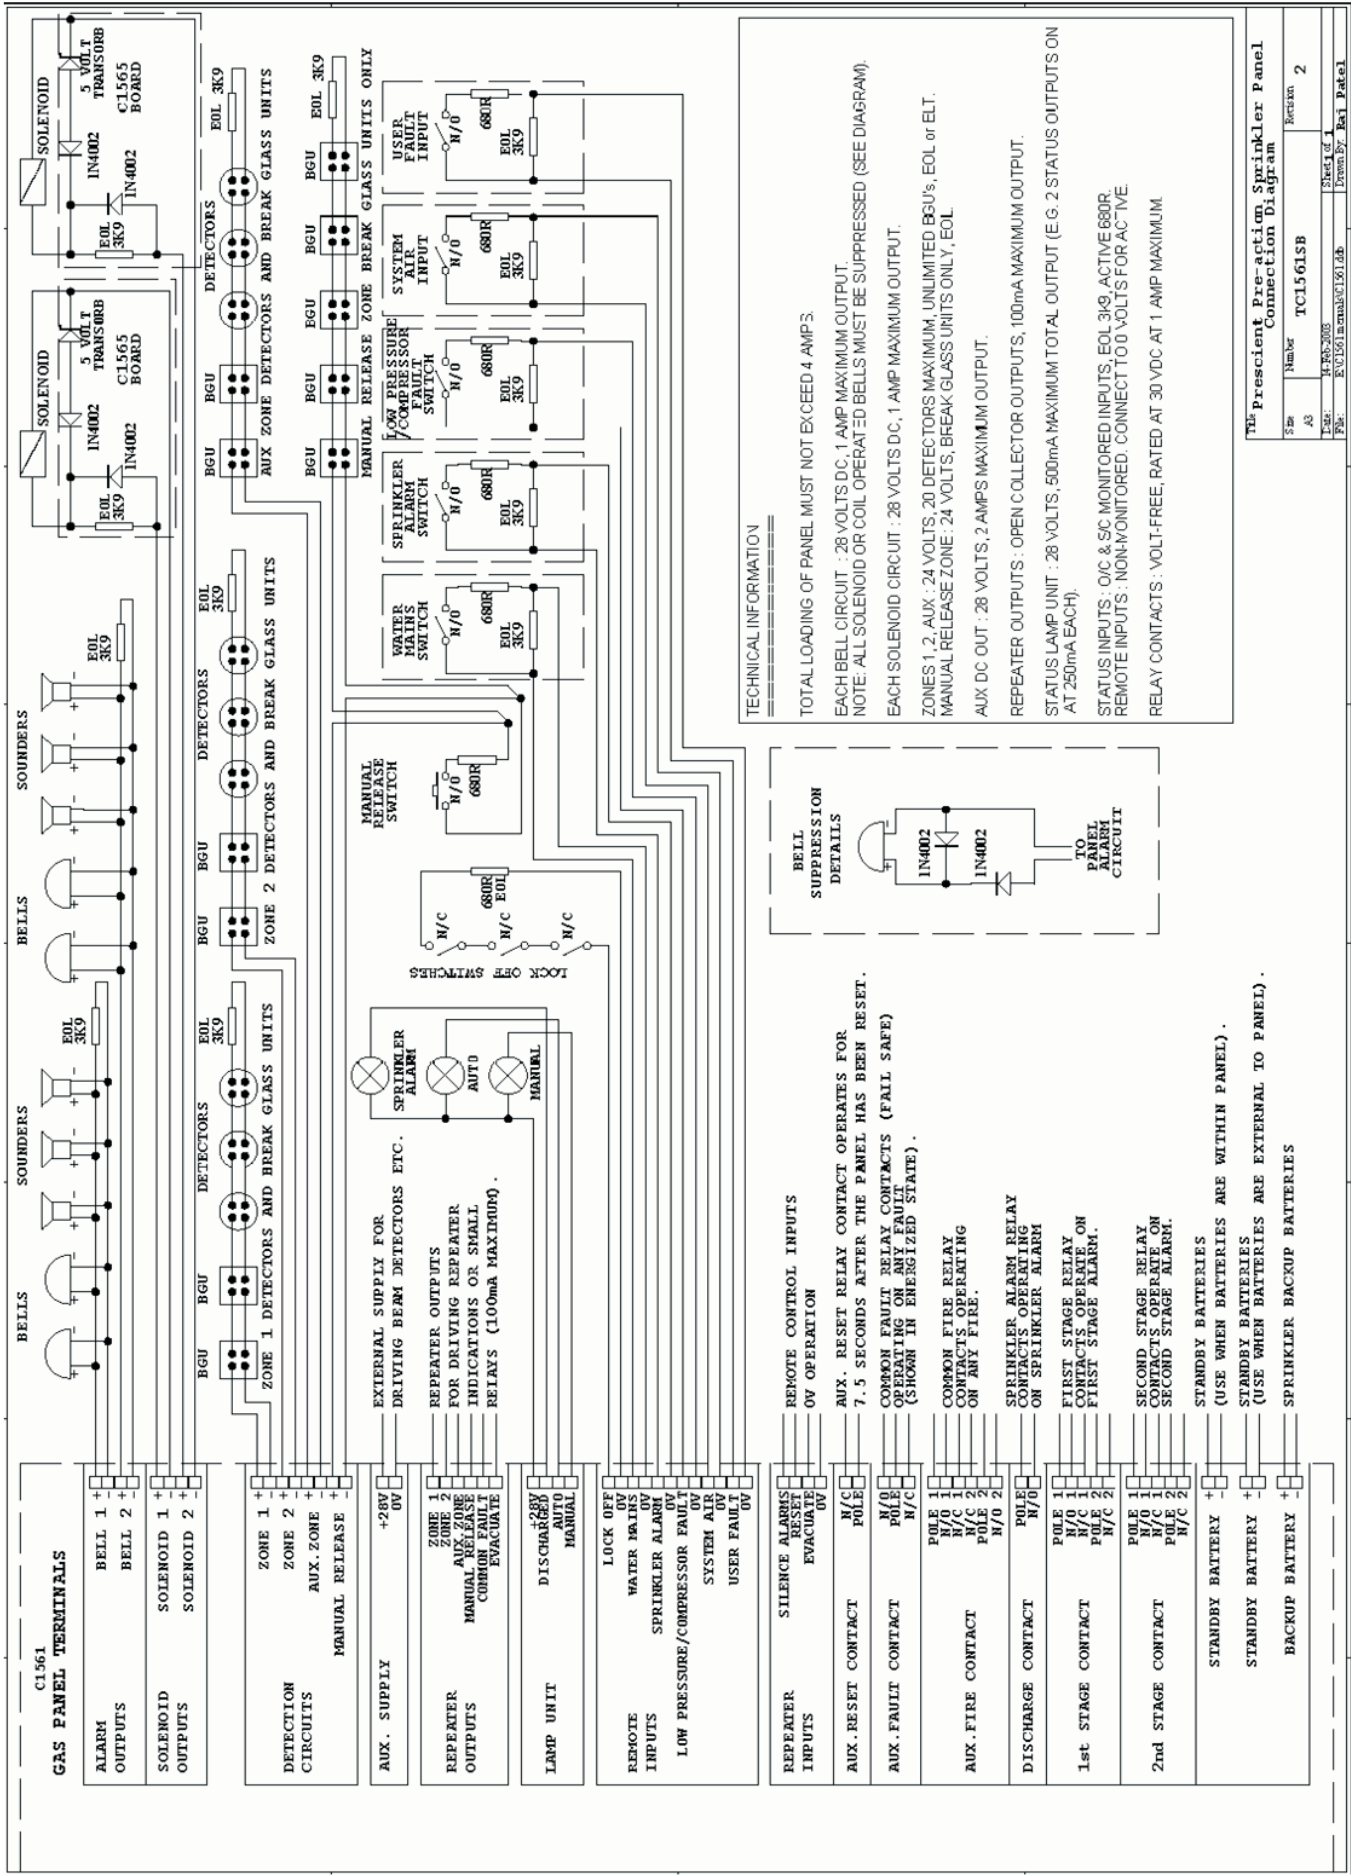 C1561
GAS PANEL TERMINALS
ALARM
OUTPUTS
BELL 1 +
-
BELL 2 +
-
SOLENOID
OUTPUTS
SOLENOID 1 +
-
SOLENOID 2 +
-
DETECTION
CIRCUITS
ZONE 1 +
-
ZONE 2 +
-
AUX.ZONE +
-
MANUAL RELEASE +
-
AUX. SUPPLY
+28V
0V
REPEATER
OUTPUTS
ZONE 1
ZONE 2
AUX.ZONE
MANUAL RELEASE
COMMON FAULT
EVACUATE
LAMP UNIT
+28V
DISCHARGED
AUTO
MANUAL
REMOTE
INPUTS
LOCK OFF
0V
WATER MAINS
0V
SPRINKLER ALARM
0V
LOW PRESSURE/COMPRESSOR FAULT
0V
SYSTEM AIR
0V
USER FAULT
0V
REPEATER
INPUTS
SILENCE ALARMS
RESET
EVACUATE
0V
AUX.RESET CONTACT
N/C
POLE
AUX.FAULT CONTACT
N/O
POLE
N/C
AUX.FIRE CONTACT
POLE 1
N/O 1
N/C 1
POLE 2
N/O 2
DISCHARGE CONTACT
POLE
N/O
1st STAGE CONTACT
POLE 1
N/O 1
N/C 1
POLE 2
N/C 2
2nd STAGE CONTACT
POLE 1
N/O 1
N/C 1
POLE 2
N/C 2
STANDBY BATTERY +
-
STANDBY BATTERY +
-
BACKUP BATTERY +
-
BELLS
SOUNDERS
EOL
3K9
BELLS
SOUNDERS
EOL
3K9
SOLENOID
5 VOLT
TRANSORB
1N4002
1N4002
C1565
BOARD
EOL
3K9
SOLENOID
5 VOLT
TRANSORB
1N4002
1N4002
C1565
BOARD
EOL
3K9
BGU
BGU
DETECTORS
EOL
3K9
ZONE 1 DETECTORS AND BREAK GLASS UNITS
BGU
BGU
DETECTORS
EOL
3K9
ZONE 2 DETECTORS AND BREAK GLASS UNITS
BGU
BGU
DETECTORS
EOL 3K9
AUX ZONE DETECTORS AND BREAK GLASS UNITS
BGU
BGU
BGU
BGU
BGU
EOL 3K9
MANUAL RELEASE ZONE BREAK GLASS UNITS ONLY
EXTERNAL SUPPLY FOR
DRIVING BEAM DETECTORS ETC.
REPEATER OUTPUTS
FOR DRIVING REPEATER
INDICATIONS OR SMALL
RELAYS (100mA MAXIMUM).
SPRINKLER
ALARM
AUTO
MANUAL
LOCK OFF SWITCHES
N/C
N/C
N/C
680R
EOL
MANUAL
RELEASE
SWITCH
N/O
680R
WATER
MAINS
SWITCH
N/O
680R
EOL
3K9
SPRINKLER
ALARM
SWITCH
N/O
680R
EOL
3K9
LOW PRESSURE
/COMPRESSOR
FAULT
SWITCH
N/O
680R
EOL
3K9
SYSTEM
AIR
INPUT
N/O
680R
EOL
3K9
USER
FAULT
INPUT
N/O
680R
EOL
3K9
REMOTE CONTROL INPUTS
0V OPERATION
AUX. RESET RELAY CONTACT OPERATES FOR
7.5 SECONDS AFTER THE PANEL HAS BEEN RESET.
COMMON FAULT RELAY CONTACTS (FAIL SAFE)
OPERATING ON ANY FAULT
(SHOWN IN ENERGIZED STATE).
COMMON FIRE RELAY
CONTACTS OPERATING
ON ANY FIRE.
SPRINKLER ALARM RELAY
CONTACTS OPERATING
ON SPRINKLER ALARM
FIRST STAGE RELAY
CONTACTS OPERATE ON
FIRST STAGE ALARM.
SECOND STAGE RELAY
CONTACTS OPERATE ON
SECOND STAGE ALARM.
STANDBY BATTERIES
(USE WHEN BATTERIES ARE WITHIN PANEL).
STANDBY BATTERIES
(USE WHEN BATTERIES ARE EXTERNAL TO PANEL).
SPRINKLER BACKUP BATTERIES
BELL
SUPPRESSION
DETAILS
1N4002
1N4002
TO
PANEL
ALARM
CIRCUIT
TECHNICAL INFORMATION
TOTAL LOADING OF PANEL MUST NOT EXCEED 4 AMPS.
EACH BELL CIRCUIT : 28 VOLTS DC, 1 AMP MAXIMUM OUTPUT.
NOTE: ALL SOLENOID OR COIL OPERATED BELLS MUST BE SUPPRESSED (SEE DIAGRAM).
EACH SOLENOID CIRCUIT : 28 VOLTS DC, 1 AMP MAXIMUM OUTPUT.
ZONES 1, 2, AUX : 24 VOLTS, 20 DETECTORS MAXIMUM, UNLIMITED BGU's, EOL or ELT.
MANUAL RELEASE ZONE : 24 VOLTS, BREAK GLASS UNITS ONLY, EOL.
AUX DC OUT : 28 VOLTS, 2 AMPS MAXIMUM OUTPUT.
REPEATER OUTPUTS : OPEN COLLECTOR OUTPUTS, 100mA MAXIMUM OUTPUT.
STATUS LAMP UNIT : 28 VOLTS, 500mA MAXIMUM TOTAL OUTPUT (E.G. 2 STATUS OUTPUTS ON
AT 250mA EACH).
STATUS INPUTS : O/C & S/C MONITORED INPUTS, EOL 3K9, ACTIVE 680R.
REMOTE INPUTS : NON-MONITORED. CONNECT TO 0 VOLTS FOR ACTIVE.
RELAY CONTACTS : VOLT-FREE, RATED AT 30 VDC AT 1 AMP MAXIMUM.
Title Prescient Pre-action Sprinkler Panel
Connection Diagram
Size
A3
Number
TC1561SB
Revision
2
Date: 14-Feb-2003
Sheet 1 of 1
File: E:\C1561\manuals\C1561.ddb
Drawn By: Raj Patel